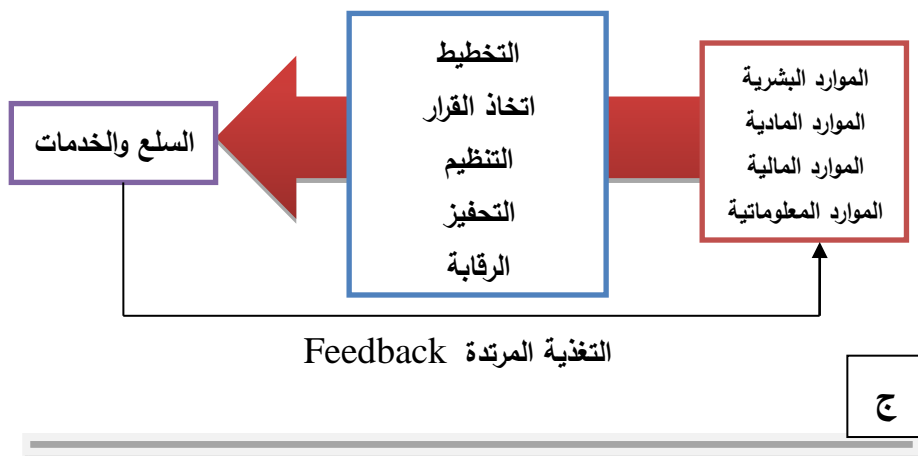 الموارد البشرية
الموارد المادية
الموارد المالية
الموارد المعلوماتية
التخطيط
اتخاذ القرار
التنظيم
التحفيز
الرقابة
السلع والخدمات
التغذية المرتدة Feedback
ج